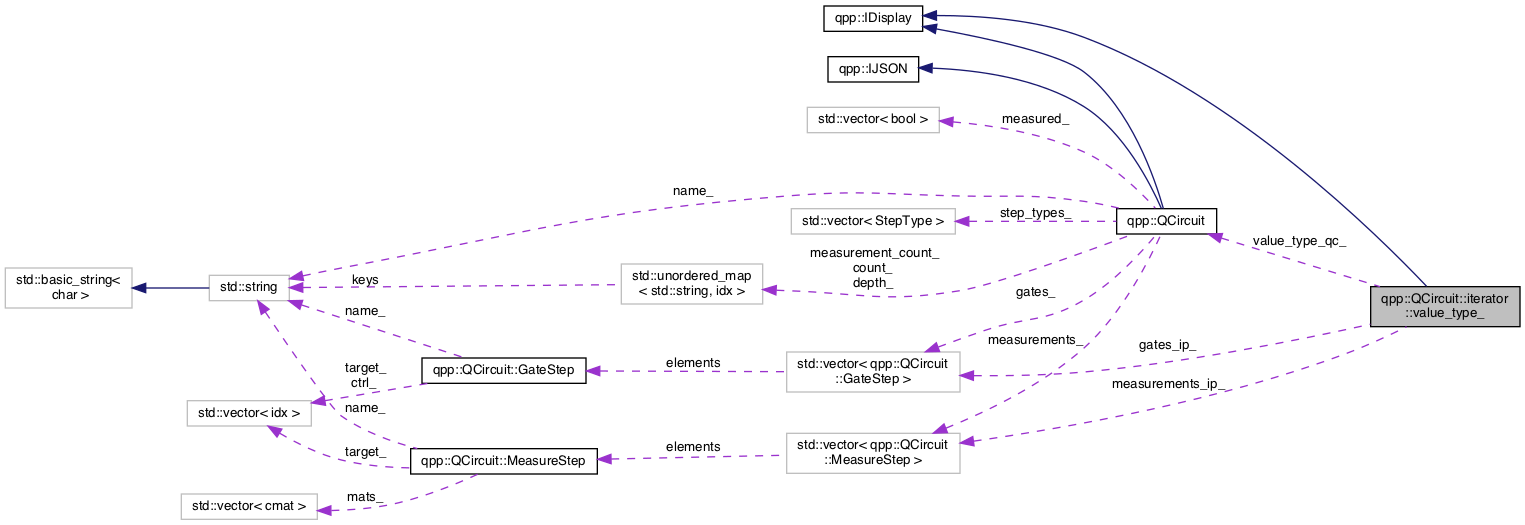 qpp::IDisplay
qpp::IJSON
std::vector< bool >
measured_
name_
std::vector< StepType >
step_types_
qpp::QCircuit
value_type_qc_
measurement_count_
count_
depth_
std::basic_string<
char >
std::string
keys
std::unordered_map
< std::string, idx >
qpp::QCircuit::iterator
::value_type_
gates_
name_
measurements_
gates_ip_
target_
ctrl_
qpp::QCircuit::GateStep
elements
std::vector< qpp::QCircuit
::GateStep >
measurements_ip_
std::vector< idx >
name_
target_
qpp::QCircuit::MeasureStep
elements
std::vector< qpp::QCircuit
::MeasureStep >
std::vector< cmat >
mats_